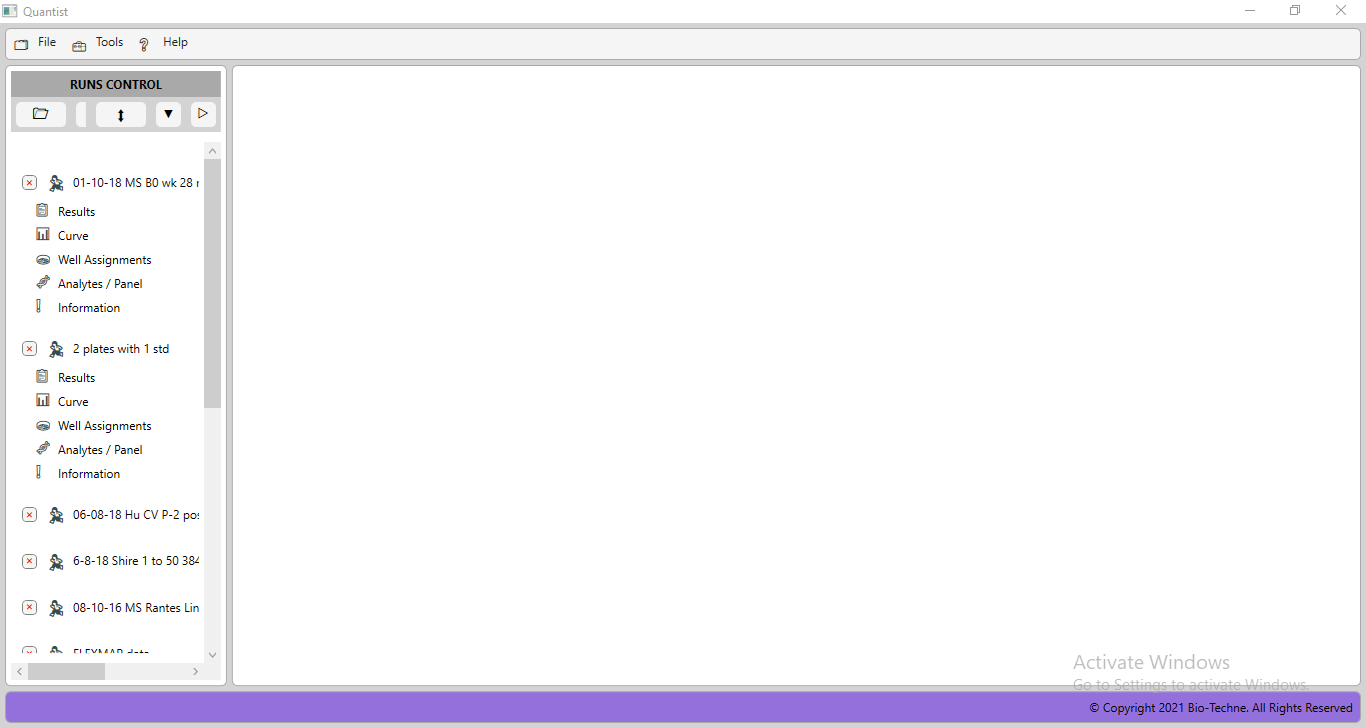 Quantist
File Tools Help
RUNS CONTROL
01-10-18 MS B0 wk 28
Results
Curve
Well Assignments
Analytes / Panel
Information
2 plates with 1 std
Results
Curve
Well Assignments
Analytes / Panel
Information
06-08-18 Hu CV P-2 pos
6-8-18 Shire 1 to 50 384
08-10-16 MS Rantes Lin
FLEXMAP data
Activate Windows
Go to Settings to activate Windows.
© Copyright 2021 Bio-Techne. All Rights Reserved